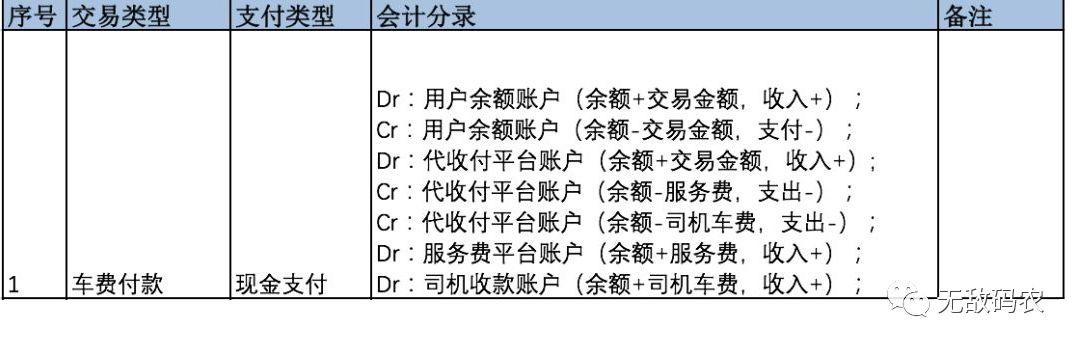 序号 交易类型 支付类型 会计分录 备注
Dr：用户余额账户（余额+交易金额，收入+）；
Cr：用户余额账户（余额-交易金额，支付-）；
Dr：代收付平台账户（余额+交易金额，收入+）；
Cr：代收付平台账户（余额-服务费，支出-）；
Cr：代收付平台账户（余额-司机车费，支出-）；
Dr：服务费平台账户（余额+服务费，收入+）；
1 车费付款 现金支付 Dr：司机收款账户（余额+司机车费，收入+）；
无敌码农